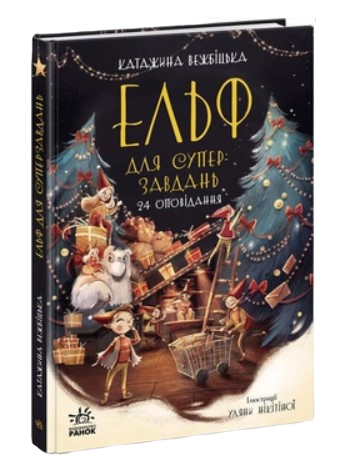 КАТАЖИНА ВЕЖБІЦЬКА
ЕЛЬФ
ДЛЯ СУПЕР-
ЗАВДАНЬ
24 ОПОВІДАННЯ
Ілюстрації
УЛЯНИ НІКІТІНОЇ
РАНОК
ЕЛЬФ ДЛЯ СУПЕРЗАВДАНЬ
КАТАЖИНА ВЕЖБІЦЬКА